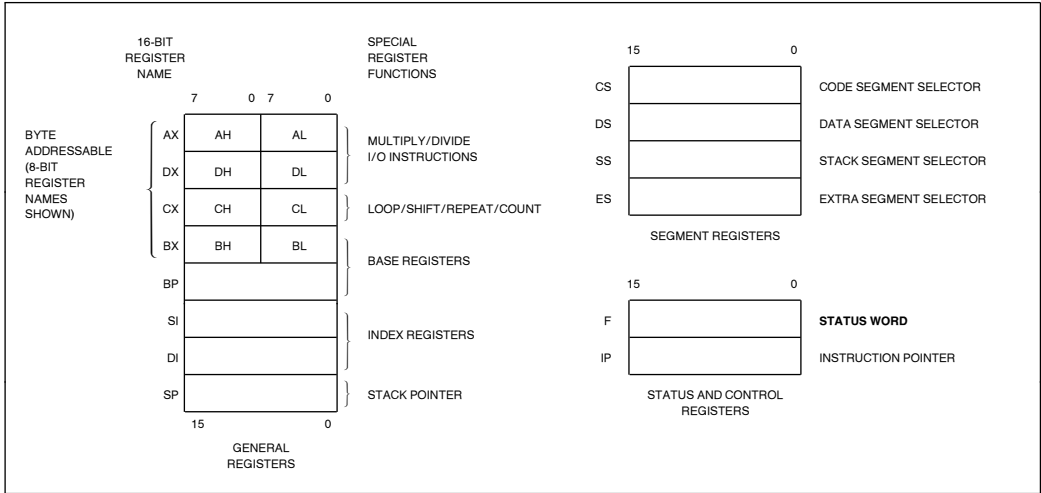 16-BIT
REGISTER
NAME
SPECIAL
REGISTER
FUNCTIONS
7 0 7 0
BYTE
ADDRESSABLE
(8-BIT
REGISTER
NAMES
SHOWN)
AX AH AL
DX DH DL
MULTIPLY/DIVIDE
I/O INSTRUCTIONS
CX CH CL LOOP/SHIFT/REPEAT/COUNT
BX BH BL
BP
BASE REGISTERS
SI
DI
INDEX REGISTERS
SP STACK POINTER
15 0
GENERAL
REGISTERS
15 0
CS CODE SEGMENT SELECTOR
DS DATA SEGMENT SELECTOR
SS STACK SEGMENT SELECTOR
ES EXTRA SEGMENT SELECTOR
SEGMENT REGISTERS
15 0
F STATUS WORD
IP INSTRUCTION POINTER
STATUS AND CONTROL
REGISTERS